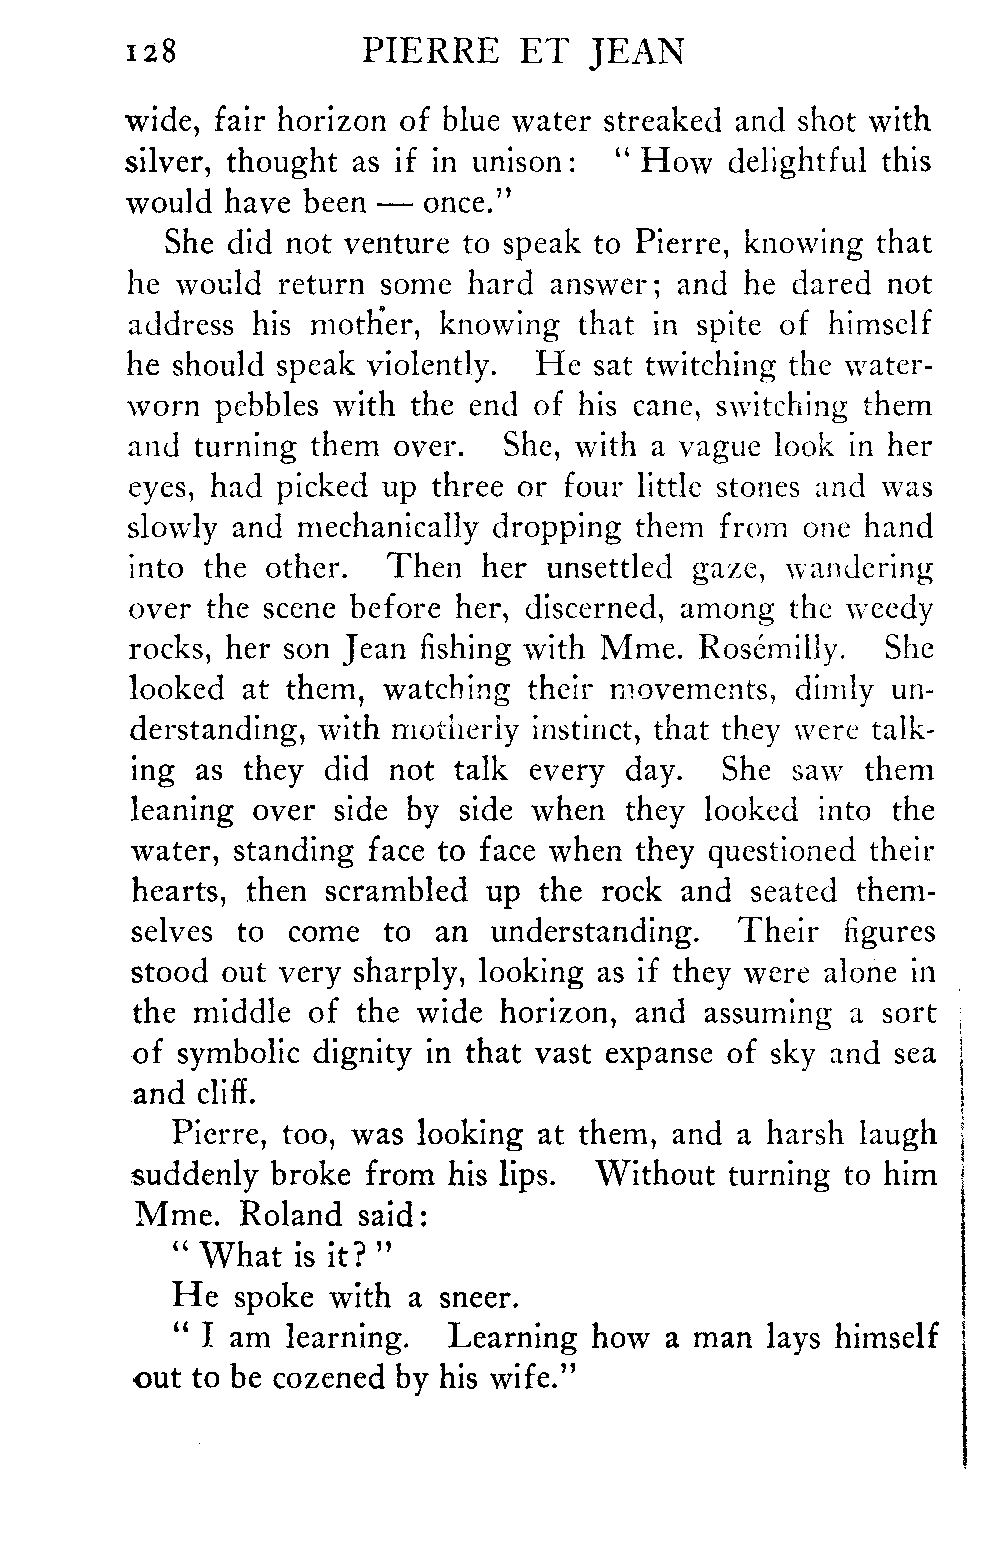 128 PIERRE ET JEAN
wide, fair horizon of blue water streaked and shot with
silver, thought as if in unison: "How delightful this
would have been — once."
She did not venture to speak to Pierre, knowing that
he would return some hard answer; and he dared not
address his mother, knowing that in spite of himself
he should speak violently. He sat twitching the water-
worn pebbles with the end of his cane, switching them
and turning them over. She, with a vague look in her
eyes, had picked up three or four little stones and was
slowly and mechanically dropping them from one hand
into the other. Then her unsettled gaze, wandering
over the scene before her, discerned, among the weedy
rocks, her son Jean fishing with Mme. Rosémilly. She
looked at them, watching their movements, dimly un-
derstanding, with motherly instinct, that they were talk-
ing as they did not talk every day. She saw them
leaning over side by side when they looked into the
water, standing face to face when they questioned their
hearts, then scrambled up the rock and seated them-
selves to come to an understanding. Their figures
stood out very sharply, looking as if they were alone in
the middle of the wide horizon, and assuming a sort
of symbolic dignity in that vast expanse of sky and sea
and cliff.
Pierre, too, was looking at them, and a harsh laugh
suddenly broke from his lips. Without turning to him
Mme. Roland said:
"What is it?"
He spoke with a sneer.
"I am learning. Learning how a man lays himself
out to be cozened by his wife."